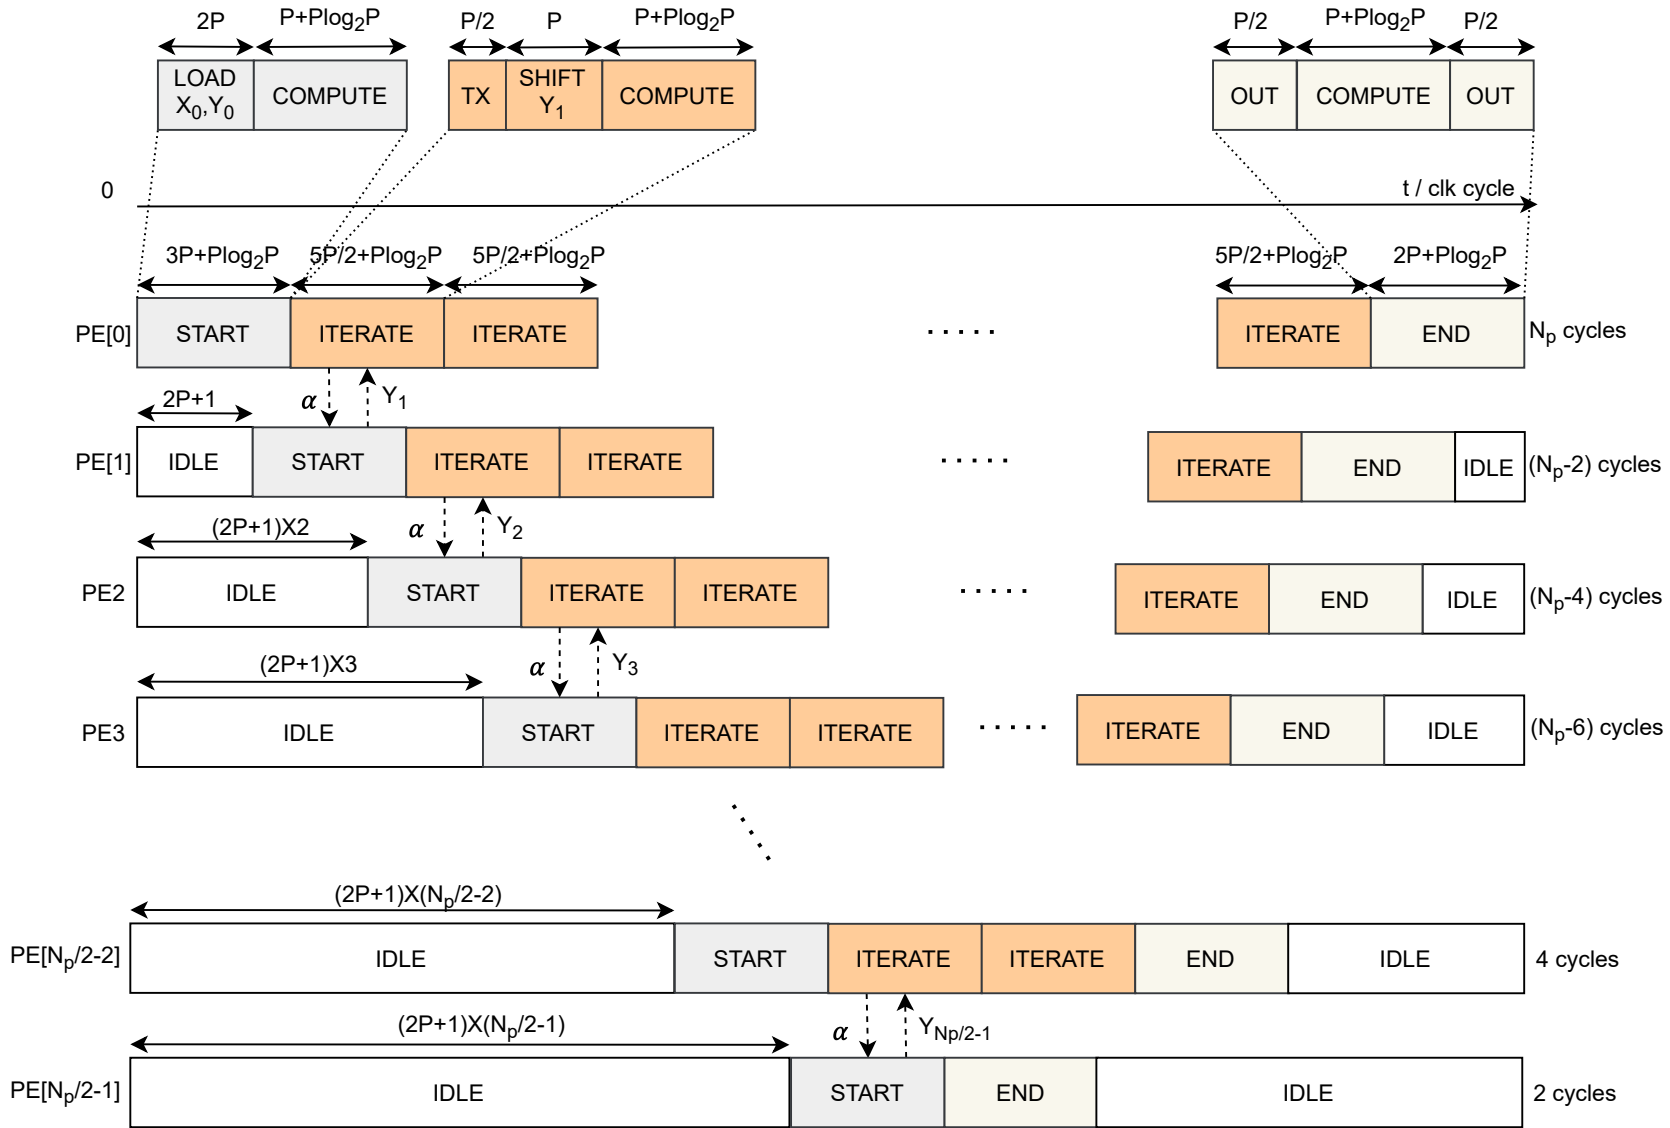 2P P+Plog2P P/2 P P+Plog2P P/2 P+Plog2P P/2
LOAD
X0,Y0
COMPUTE
TX
SHIFT
Y1
COMPUTE
OUT COMPUTE OUT
0
t / clk cycle
3P+Plog2P 5P/2+Plog2P 5P/2+Plog2P 5P/2+Plog2P 2P+Plog2P
PE[0] START ITERATE ITERATE ..... ITERATE END Np cycles
α Y1
2P+1
PE[1] IDLE START ITERATE ITERATE ..... ITERATE END IDLE (Np-2) cycles
α Y2
(2P+1)X2
PE2 IDLE START ITERATE ITERATE ..... ITERATE END IDLE (Np-4) cycles
α Y3
(2P+1)X3
PE3 IDLE START ITERATE ITERATE ..... ITERATE END IDLE (Np-6) cycles
.....
(2P+1)X(Np/2-2)
PE[Np/2-2] IDLE START ITERATE ITERATE END IDLE 4 cycles
α YNp/2-1
(2P+1)X(Np/2-1)
PE[Np/2-1] IDLE START END IDLE 2 cycles